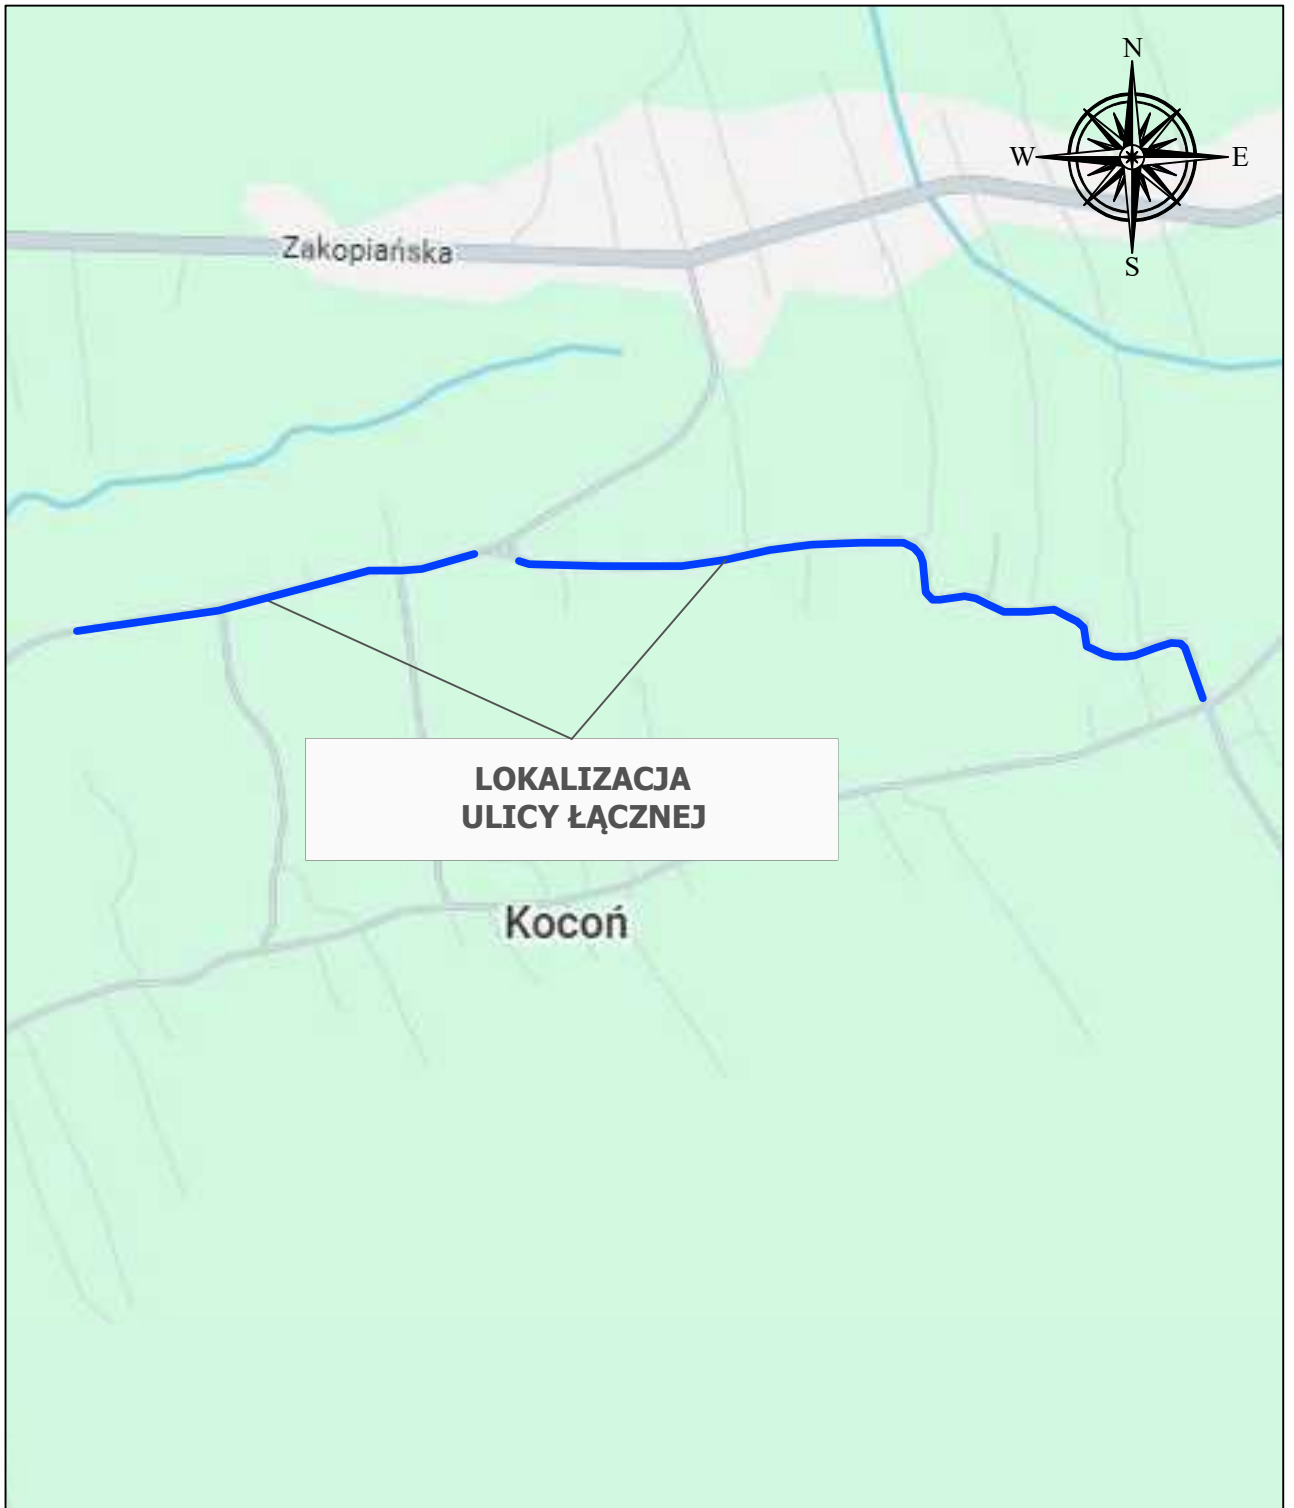 N
W
E
S
Zakopiańska
LOKALIZACJA
ULICY ŁĄCZNEJ
Kocoń